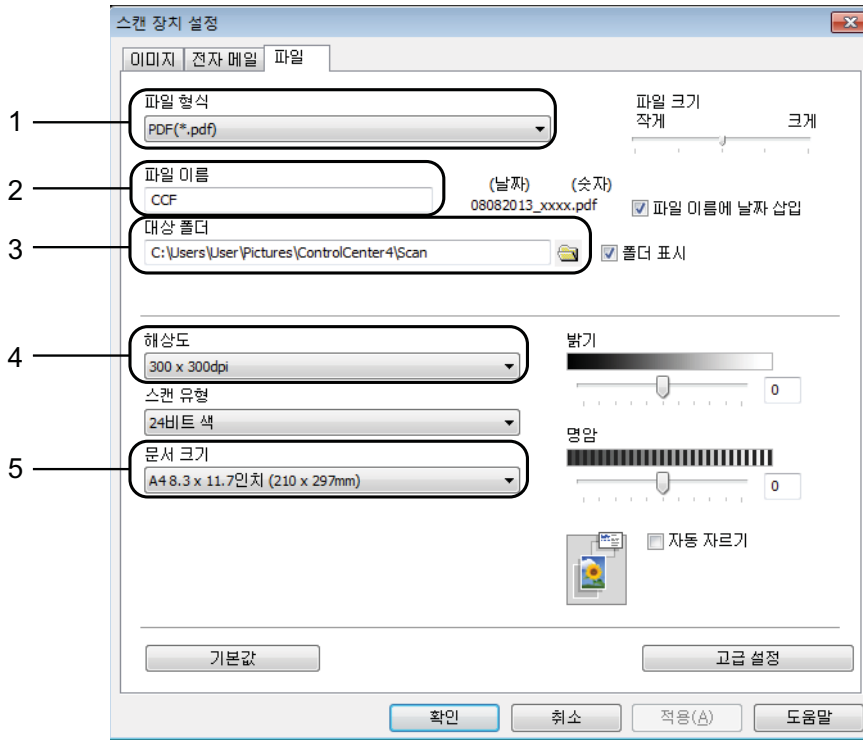 스캔 장치 설정
이미지 전자 메일 파일
1
파일 형식
PDF(*.pdf)
파일 크기
작게 크게
2
파일 이름
CCF
(날짜) (숫자)
08082013_xxxx.pdf
파일 이름에 날짜 삽입
3
대상 폴더
C:\Users\User\Pictures\ControlCenter4\Scan
폴더 표시
4
해상도
300 x 300dpi
스캔 유형
24비트 색
5
문서 크기
A4 8.3 x 11.7인치 (210 x 297mm)
밝기
0
명암
0
자동 자르기
기본값 고급 설정
확인 취소 적용(A) 도움말